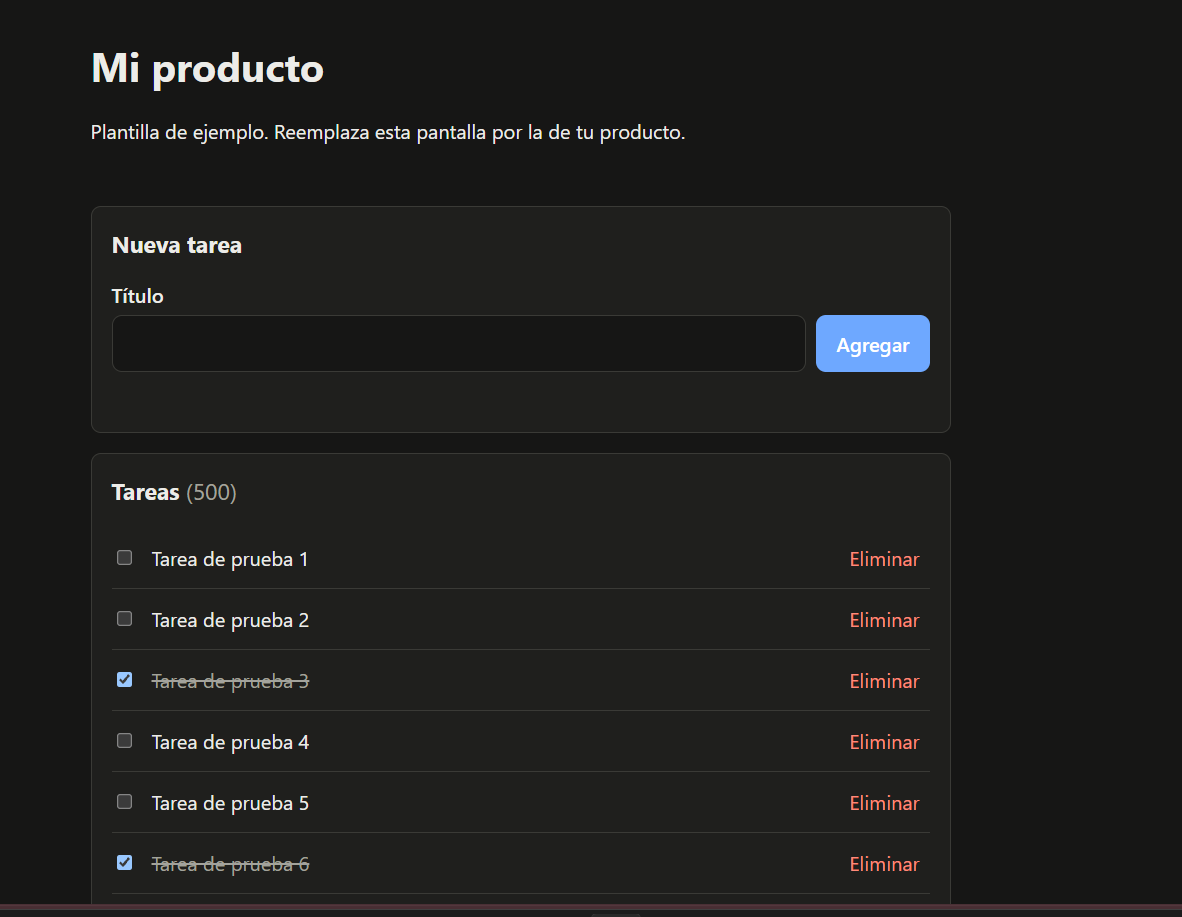 Mi producto
Plantilla de ejemplo. Reemplaza esta pantalla por la de tu producto.
Nueva tarea
Título
Agregar
Tareas (500)
Tarea de prueba 1 Eliminar
Tarea de prueba 2 Eliminar
Tarea de prueba 3 Eliminar
Tarea de prueba 4 Eliminar
Tarea de prueba 5 Eliminar
Tarea de prueba 6 Eliminar